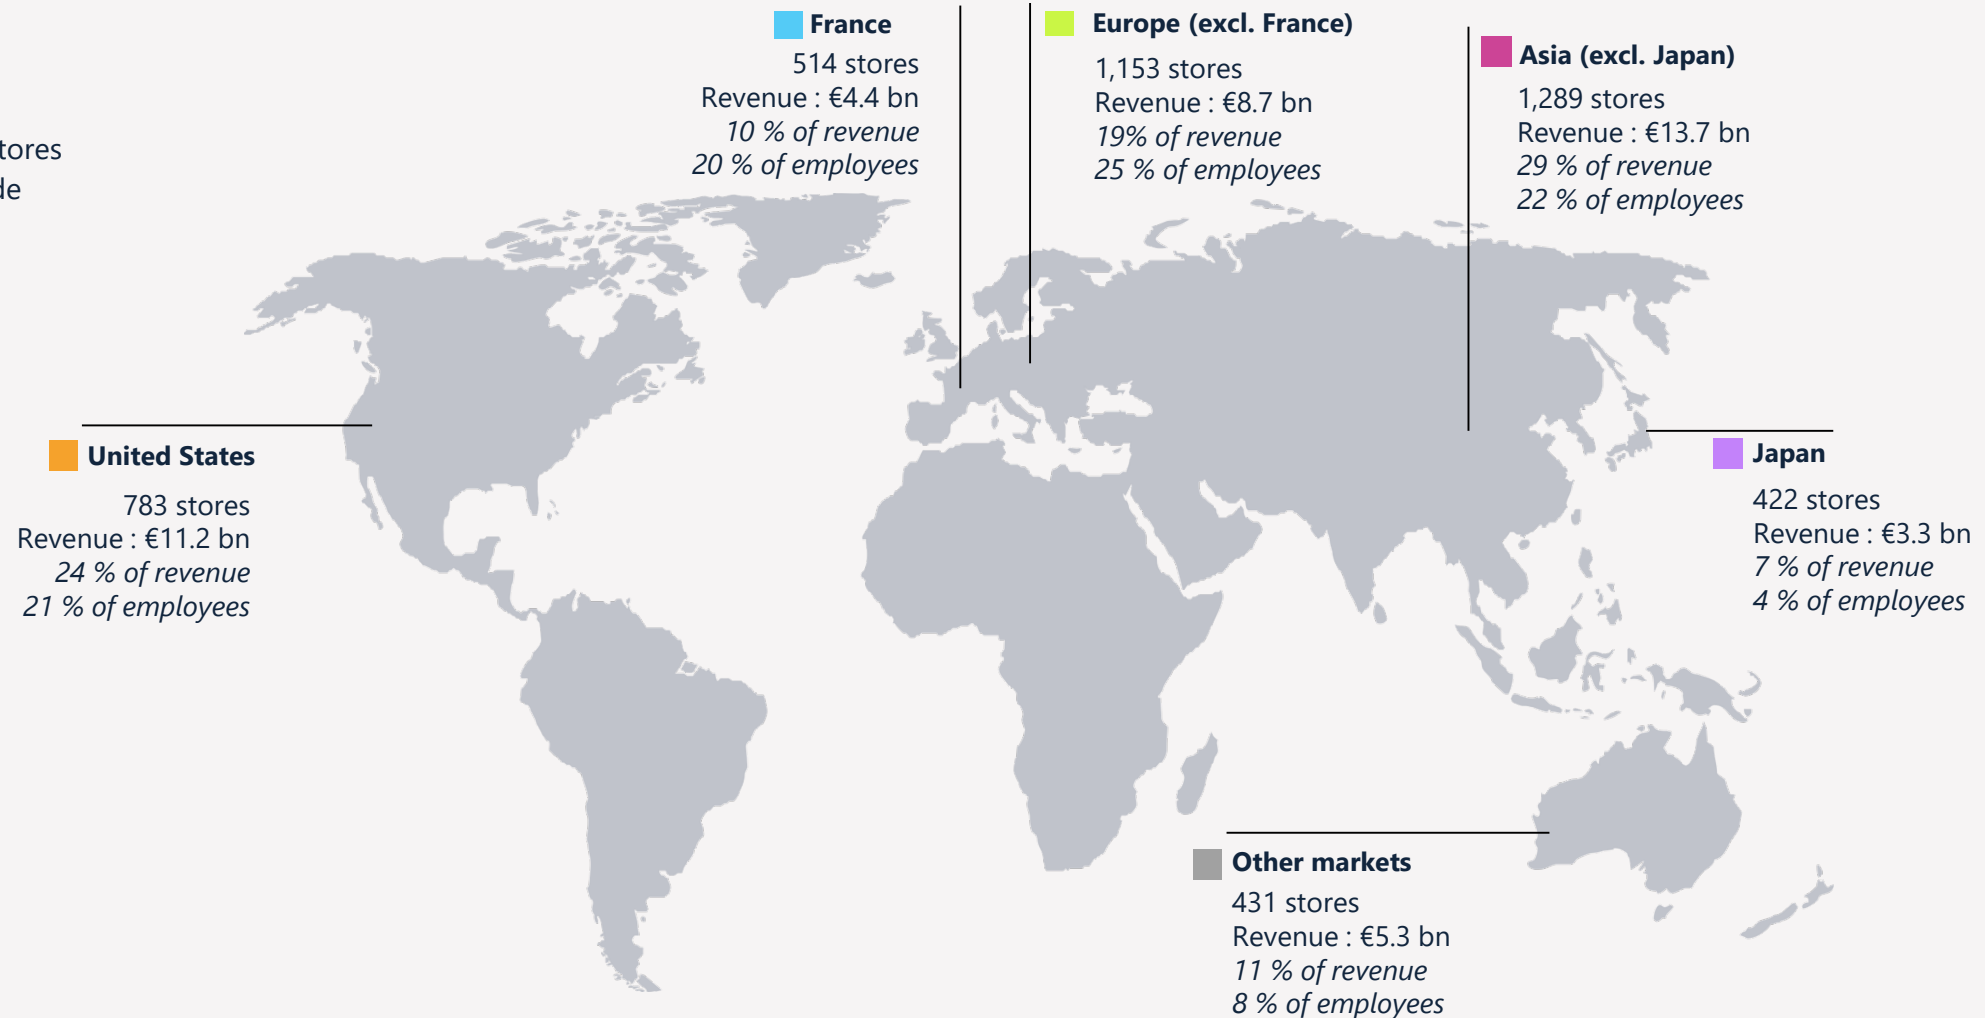 France
514 stores
Revenue : €4.4 bn
10 % of revenue
20 % of employees
Europe (excl. France)
1,153 stores
Revenue : €8.7 bn
19% of revenue
25 % of employees
Asia (excl. Japan)
1,289 stores
Revenue : €13.7 bn
29 % of revenue
22 % of employees
United States
783 stores
Revenue : €11.2 bn
24 % of revenue
21 % of employees
Japan
422 stores
Revenue : €3.3 bn
7 % of revenue
4 % of employees
Other markets
431 stores
Revenue : €5.3 bn
11 % of revenue
8 % of employees